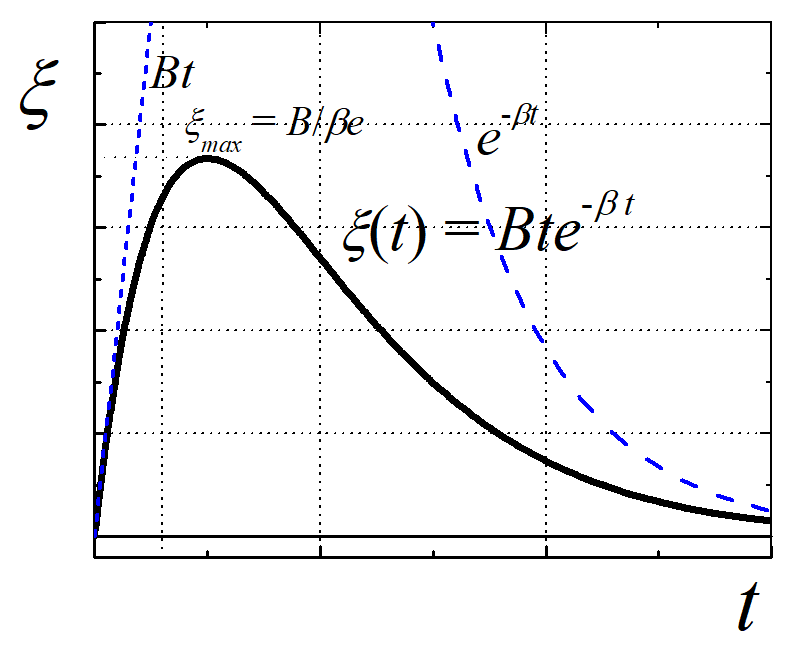 ξ
Bt
ξmax = B/βe
e^-βt
ξ(t) = Bte^-βt
t